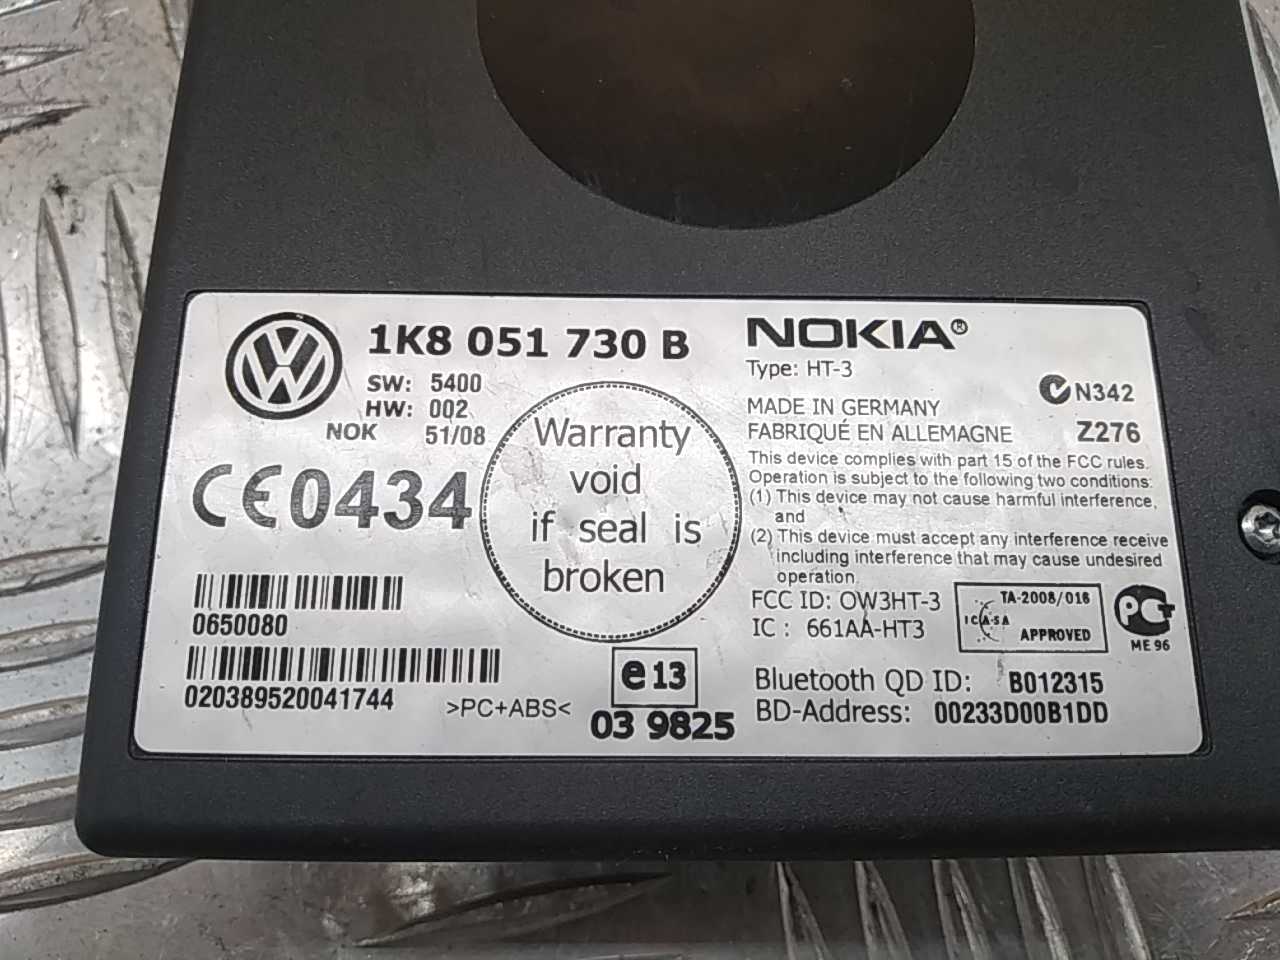 1K8 051 730 B
SW: 5400
HW: 002
NOK 51/08
CE0434
0650080
020389520041744
>PC+ABS<
Warranty
void
if seal is
broken
e13
03 9825
NOKIA®
Type: HT-3
N342
MADE IN GERMANY
FABRIQUÉ EN ALLEMAGNE
Z276
This device complies with part 15 of the FCC rules.
Operation is subject to the following two conditions:
(1) This device may not cause harmful interference,
and
(2) This device must accept any interference receive
including interference that may cause undesired
operation.
FCC ID: OW3HT-3
IC : 661AA-HT3
TA-2008/016
ICASA
APPROVED
ME 96
Bluetooth QD ID: B012315
BD-Address: 00233D00B1DD